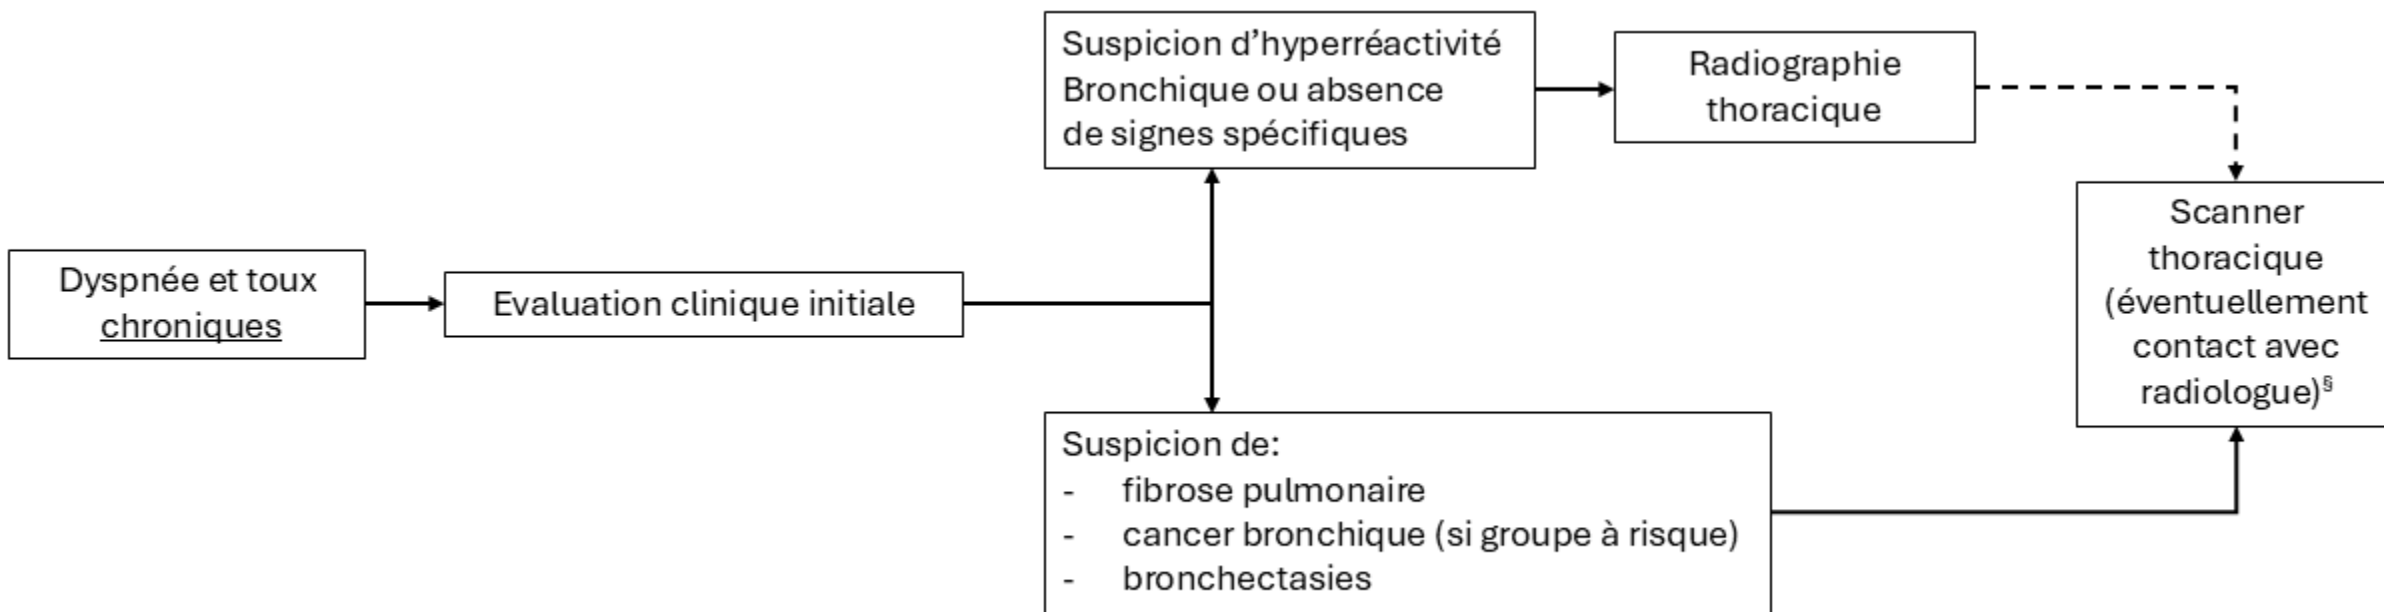 Dyspnée et toux
chroniques
Evaluation clinique initiale
Suspicion d’hyperréactivité
Bronchique ou absence
de signes spécifiques
Radiographie
thoracique
Suspicion de:
- fibrose pulmonaire
- cancer bronchique (si groupe à risque)
- bronchectasies
Scanner
thoracique
(éventuellement
contact avec
radiologue)§